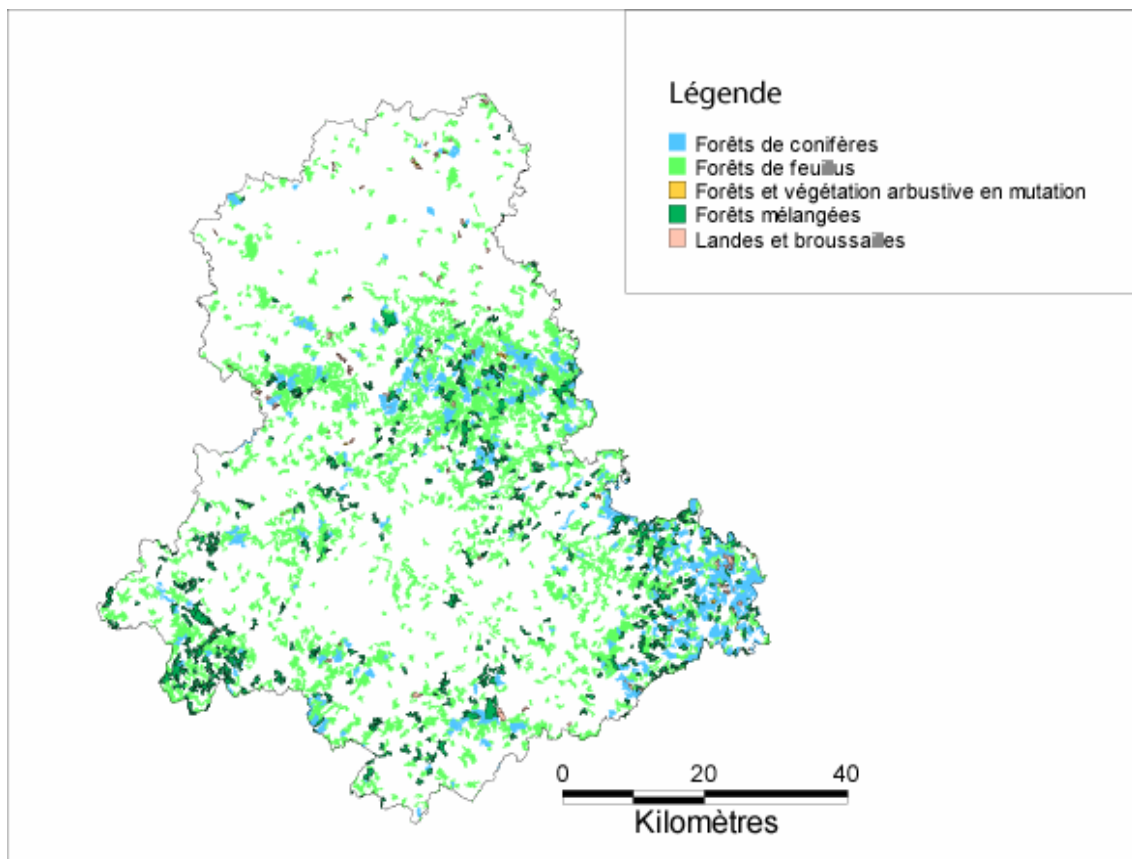 Légende
Forêts de conifères
Forêts de feuillus
Forêts et végétation arbustive en mutation
Forêts mélangées
Landes et broussailles
0 20 40
Kilomètres